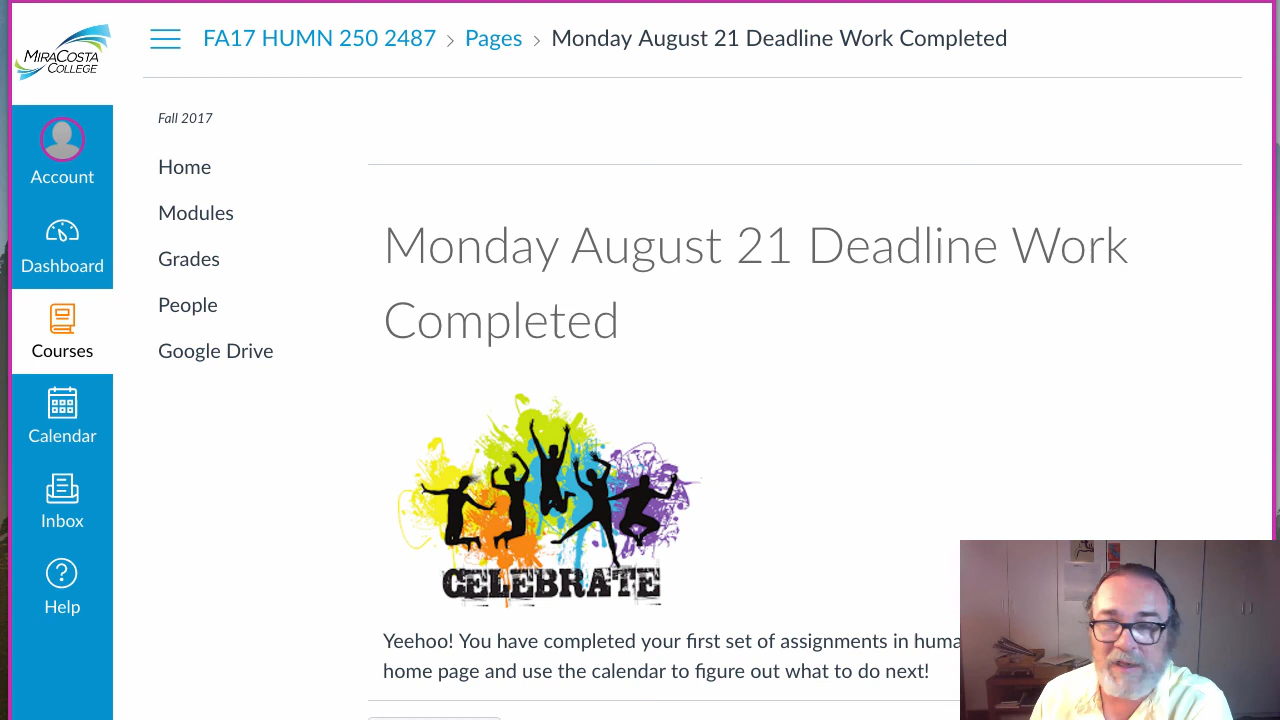 MIRACOSTA
COLLEGE
FA17 HUMN 250 2487 > Pages > Monday August 21 Deadline Work Completed
Fall 2017
Home
Modules
Grades
People
Google Drive
Account
Dashboard
Courses
Calendar
Inbox
Help
Monday August 21 Deadline Work
Completed
CELEBRATE
Yeehoo! You have completed your first set of assignments in huma
home page and use the calendar to figure out what to do next!